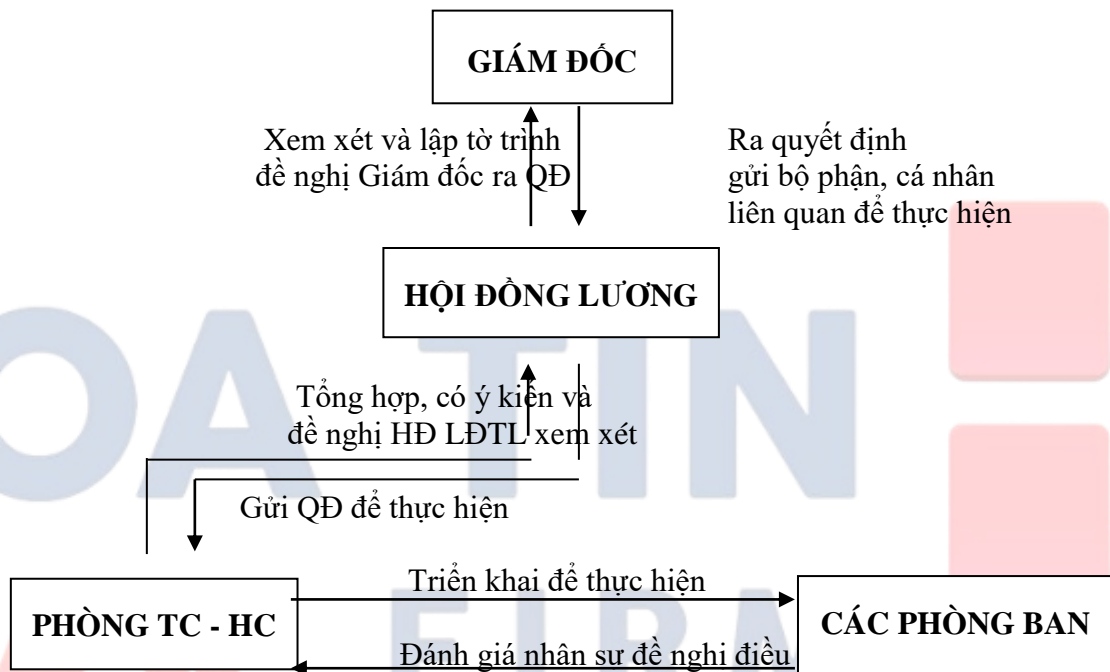 GIÁM ĐỐC
Xem xét và lập tờ trình
đề nghị Giám đốc ra QĐ
Ra quyết định
gửi bộ phận, cá nhân
liên quan để thực hiện
HỘI ĐỒNG LƯƠNG
OA TIN
Tổng hợp, có ý kiến và
đề nghị HĐ LĐTL xem xét
Gửi QĐ để thực hiện
Triển khai để thực hiện
PHÒNG TC - HC
CÁC PHÒNG BAN
Đánh giá nhân sự đề nghi điều